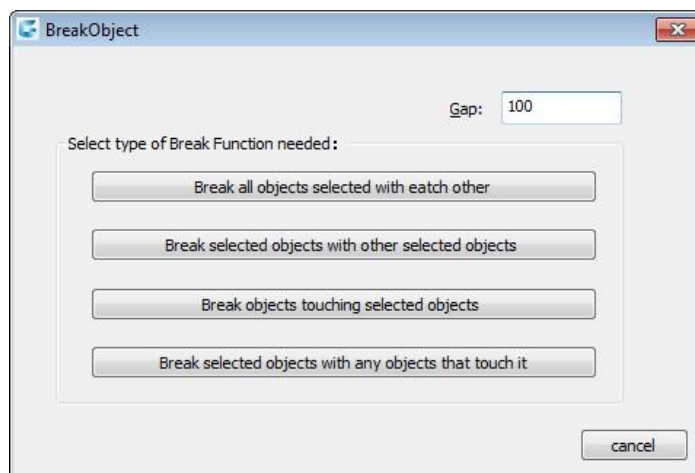 BreakObject
Gap: 100
Select type of Break Function needed:
Break all objects selected with eatch other
Break selected objects with other selected objects
Break objects touching selected objects
Break selected objects with any objects that touch it
cancel